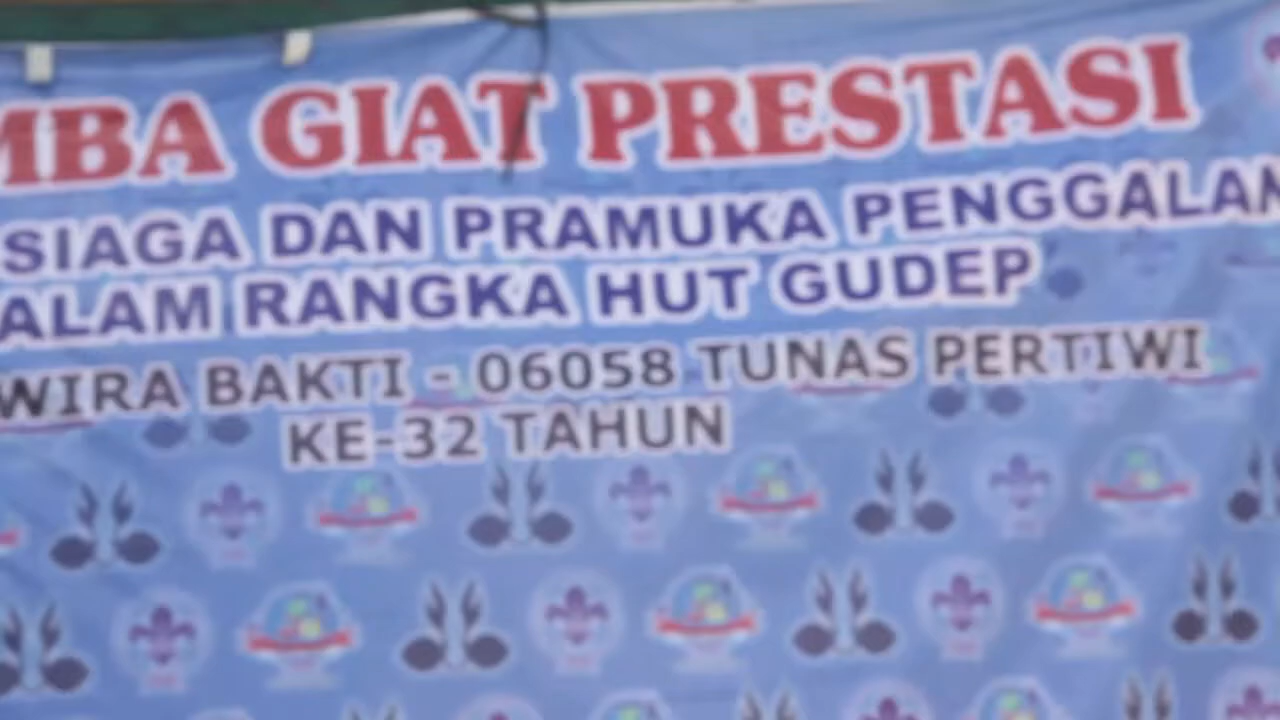 MBA GIAT PRESTASI
SIAGA DAN PRAMUKA PENGGALAN
ALAM RANGKA HUT GUDEP
WIRA BAKTI - 06058 TUNAS PERTIWI
KE-32 TAHUN